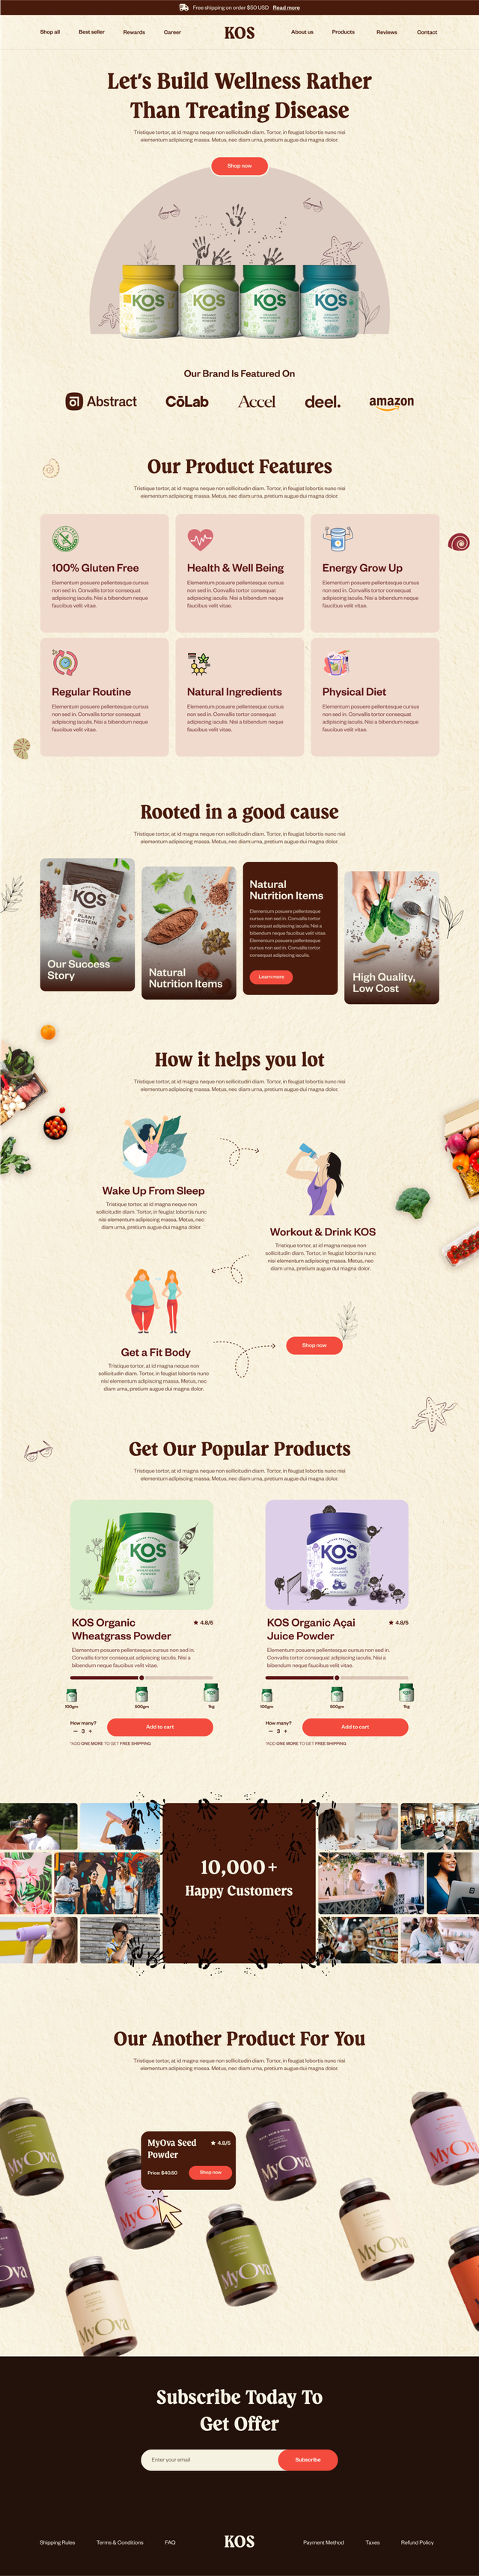 Free shipping on order $50 USD Read more
Shop all Best seller Rewards Career KOS About us Products Reviews Contact
Let's Build Wellness Rather
Than Treating Disease
Tristique tortor, at id magna neque non sollicitudin diam. Tortor, in feugiat lobortis nunc nisi
elementum adipiscing massa. Metus, nec diam urna, pretium augue dui magna dolor.
Shop now
KOS KOS KOS KOS
Our Brand Is Featured On
Abstract CōLab Accel deel. amazon
Our Product Features
Tristique tortor, at id magna neque non sollicitudin diam. Tortor, in feugiat lobortis nunc nisi
elementum adipiscing massa. Metus, nec diam urna, pretium augue dui magna dolor.
100% Gluten Free
Elementum posuere pellentesque cursus
non sed in. Convallis tortor consequat
adipiscing iaculis. Nisi a bibendum neque
faucibus velit vitae.
Health & Well Being
Elementum posuere pellentesque cursus
non sed in. Convallis tortor consequat
adipiscing iaculis. Nisi a bibendum neque
faucibus velit vitae.
Energy Grow Up
Elementum posuere pellentesque cursus
non sed in. Convallis tortor consequat
adipiscing iaculis. Nisi a bibendum neque
faucibus velit vitae.
Regular Routine
Elementum posuere pellentesque cursus
non sed in. Convallis tortor consequat
adipiscing iaculis. Nisi a bibendum neque
faucibus velit vitae.
Natural Ingredients
Elementum posuere pellentesque cursus
non sed in. Convallis tortor consequat
adipiscing iaculis. Nisi a bibendum neque
faucibus velit vitae.
Physical Diet
Elementum posuere pellentesque cursus
non sed in. Convallis tortor consequat
adipiscing iaculis. Nisi a bibendum neque
faucibus velit vitae.
Rooted in a good cause
Tristique tortor, at id magna neque non sollicitudin diam. Tortor, in feugiat lobortis nunc nisi
elementum adipiscing massa. Metus, nec diam urna, pretium augue dui magna dolor.
KOS
PLANT
PROTEIN
Our Success
Story
Natural
Nutrition Items
Natural
Nutrition Items
Elementum posuere pellentesque
cursus non sed in. Convallis tortor
consequat adipiscing iaculis. Nisi a
bibendum neque faucibus velit vitae.
Elementum posuere pellentesque
cursus non sed in. Convallis tortor
consequat adipiscing iaculis.
Learn more
High Quality,
Low Cost
How it helps you lot
Tristique tortor, at id magna neque non sollicitudin diam. Tortor, in feugiat lobortis nunc nisi
elementum adipiscing massa. Metus, nec diam urna, pretium augue dui magna dolor.
Wake Up From Sleep
Tristique tortor, at id magna neque non
sollicitudin diam. Tortor, in feugiat lobortis nunc
nisi elementum adipiscing massa. Metus, nec
diam urna, pretium augue dui magna dolor.
Workout & Drink KOS
Tristique tortor, at id magna neque non
sollicitudin diam. Tortor, in feugiat lobortis nunc
nisi elementum adipiscing massa. Metus, nec
diam urna, pretium augue dui magna dolor.
Get a Fit Body
Tristique tortor, at id magna neque non
sollicitudin diam. Tortor, in feugiat lobortis nunc
nisi elementum adipiscing massa. Metus, nec
diam urna, pretium augue dui magna dolor.
Shop now
Get Our Popular Products
Tristique tortor, at id magna neque non sollicitudin diam. Tortor, in feugiat lobortis nunc nisi
elementum adipiscing massa. Metus, nec diam urna, pretium augue dui magna dolor.
KOS
KOS Organic
Wheatgrass Powder
4.8/5
Elementum posuere pellentesque cursus non sed in.
Convallis tortor consequat adipiscing iaculis. Nisi a
bibendum neque faucibus velit vitae.
100gm 500gm 1kg
How many?
− 3 +
Add to cart
*ADD ONE MORE TO GET FREE SHIPPING
KOS
KOS Organic Açai
Juice Powder
4.8/5
Elementum posuere pellentesque cursus non sed in.
Convallis tortor consequat adipiscing iaculis. Nisi a
bibendum neque faucibus velit vitae.
100gm 500gm 1kg
How many?
− 3 +
Add to cart
*ADD ONE MORE TO GET FREE SHIPPING
10,000+
Happy Customers
Our Another Product For You
Tristique tortor, at id magna neque non sollicitudin diam. Tortor, in feugiat lobortis nunc nisi
elementum adipiscing massa. Metus, nec diam urna, pretium augue dui magna dolor.
MyOva
MyOva
MyOva
MyOva
MyOva
MyOva
MyOva Seed
Powder
4.8/5
Price: $40.50
Shop now
MyOva
Subscribe Today To
Get Offer
Enter your email
Subscribe
Shipping Rules Terms & Conditions FAQ KOS Payment Method Taxes Refund Policy